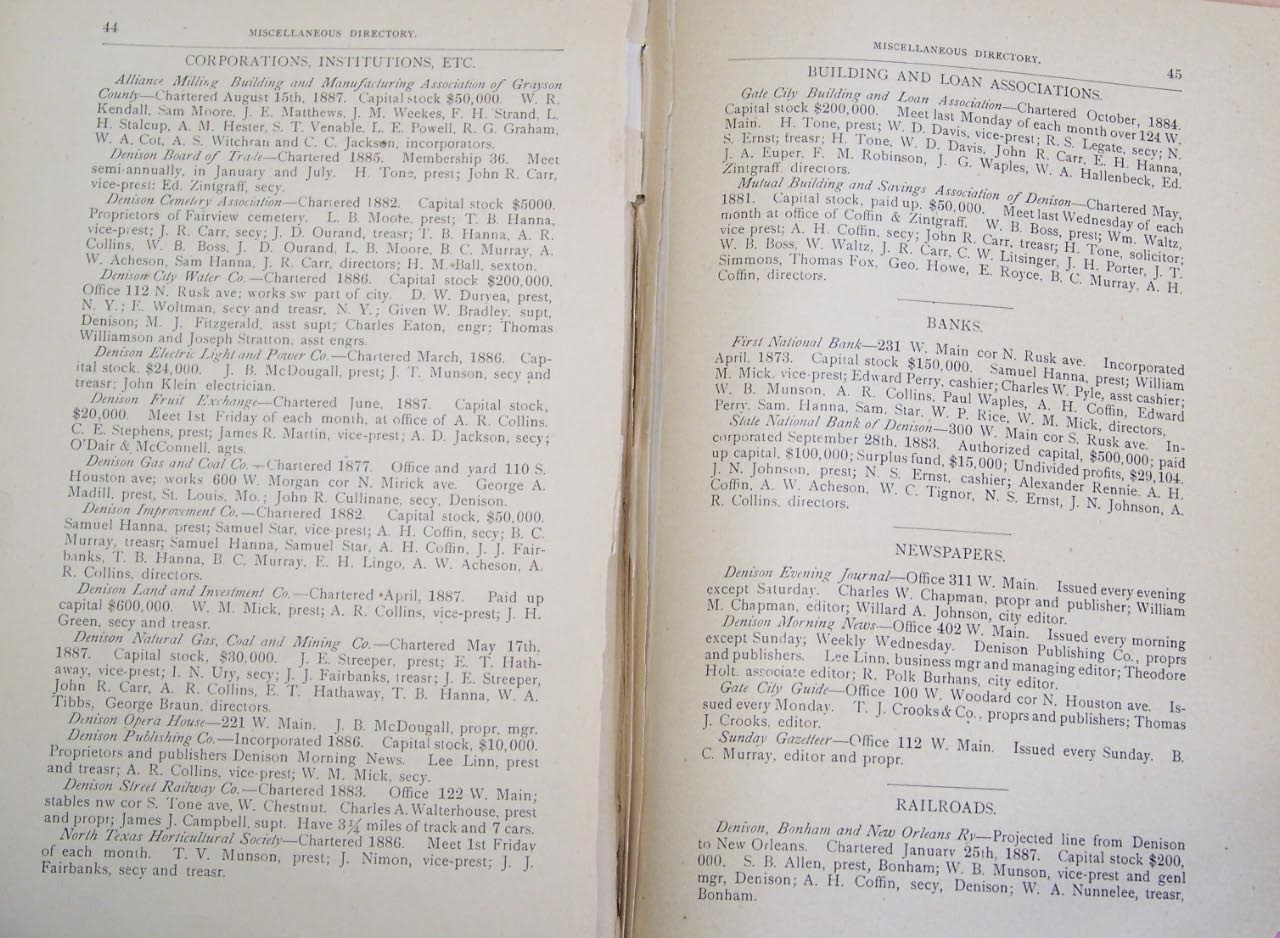 44
MISCELLANEOUS DIRECTORY.
CORPORATIONS, INSTITUTIONS, ETC.
Alliance Milling Building and Manufacturing Association of Grayson
County—Chartered August 15th, 1887. Capital stock $50,000. W. R.
Kendall, Sam Moore, J. E. Matthews, J. M. Weekes, F. H. Strand, L.
H. Stalcup, A. M. Hester, S. T. Venable, L. E. Powell, R. G. Graham,
W. A. Cot, A. S. Witchran and C. C. Jackson, incorporators.
Denison Board of Trade—Chartered 1885. Membership 36. Meet
semi-annually, in January and July. H. Tone, prest; John R. Carr,
vice-prest; Ed. Zintgraff, secy.
Denison Cemetery Association—Chartered 1882. Capital stock $5000.
Proprietors of Fairview cemetery. L. B. Moore, prest; T. B. Hanna,
vice-prest; J. R. Carr, secy; J. D. Ourand, treasr; T. B. Hanna, A. R.
Collins, W. B. Boss, J. D. Ourand, L. B. Moore, B. C. Murray, A.
W. Acheson, Sam Hanna, J. R. Carr, directors; H. M. Ball, sexton.
Denison City Water Co.—Chartered 1886. Capital stock $200,000.
Office 112 N. Rusk ave; works sw part of city. D. W. Duryea, prest,
N. Y.; E. Woltman, secy and treasr, N. Y.; Given W. Bradley, supt,
Denison; M. J. Fitzgerald, asst supt; Charles Eaton, engr; Thomas
Williamson and Joseph Stratton, asst engrs.
Denison Electric Light and Power Co.—Chartered March, 1886. Cap-
ital stock, $24,000. J. B. McDougall, prest; J. T. Munson, secy and
treasr; John Klein electrician.
Denison Fruit Exchange—Chartered June, 1887. Capital stock,
$20,000. Meet 1st Friday of each month, at office of A. R. Collins.
C. E. Stephens, prest; James R. Martin, vice-prest; A. D. Jackson, secy;
O'Dair & McConnell, agts.
Denison Gas and Coal Co.—Chartered 1877. Office and yard 110 S.
Houston ave; works 600 W. Morgan cor N. Mirick ave. George A.
Madill, prest, St. Louis, Mo.; John R. Cullinane, secy, Denison.
Denison Improvement Co.—Chartered 1882. Capital stock, $50,000.
Samuel Hanna, prest; Samuel Star, vice-prest; A. H. Coffin, secy; B. C.
Murray, treasr; Samuel Hanna, Samuel Star, A. H. Coffin, J. J. Fair-
banks, T. B. Hanna, B. C. Murray, E. H. Lingo, A. W. Acheson, A.
R. Collins, directors.
Denison Land and Investment Co.—Chartered April, 1887. Paid up
capital $600,000. W. M. Mick, prest; A. R. Collins, vice-prest; J. H.
Green, secy and treasr.
Denison Natural Gas, Coal and Mining Co—Chartered May 17th,
1887. Capital stock, $30,000. J. E. Streeper, prest; E. T. Hath-
away, vice-prest; I. N. Ury, secy; J. J. Fairbanks, treasr; J. E. Streeper,
John R. Carr, A. R. Collins, E. T. Hathaway, T. B. Hanna, W. A.
Tibbs, George Braun, directors.
Denison Opera House—221 W. Main. J. B. McDougall, propr, mgr.
Denison Publishing Co.—Incorporated 1886. Capital stock, $10,000.
Proprietors and publishers Denison Morning News. Lee Linn, prest
and treasr; A. R. Collins, vice-prest; W. M. Mick, secy.
Denison Street Railway Co.—Chartered 1883. Office 122 W. Main;
stables nw cor S. Tone ave, W. Chestnut. Charles A. Walterhouse, prest
and propr; James J. Campbell, supt. Have 3¼ miles of track and 7 cars.
North Texas Horticultural Society—Chartered 1886. Meet 1st Friday
of each month. T. V. Munson, prest; J. Nimon, vice-prest; J. J.
Fairbanks, secy and treasr.
MISCELLANEOUS DIRECTORY.
45
BUILDING AND LOAN ASSOCIATIONS.
Gate City Building and Loan Association—Chartered October, 1884.
Capital stock $200,000. Meet last Monday of each month over 124 W.
Main. H. Tone, prest; W. D. Davis, vice-prest; R. S. Legate, secy; N.
S. Ernst; treasr; H. Tone, W. D. Davis, John R. Carr, E. H. Hanna,
J. A. Euper, F. M. Robinson, J. G. Waples, W. A. Hallenbeck, Ed.
Zintgraff, directors.
Mutual Building and Savings Association of Denison—Chartered May,
1881. Capital stock, paid up, $50,000. Meet last Wednesday of each
month at office of Coffin & Zintgraff. W. B. Boss, prest; Wm. Waltz,
vice prest; A. H. Coffin, secy; John R. Carr, treasr; H. Tone, solicitor;
W. B. Boss, W. Waltz, J. R. Carr, C. W. Litsinger, J. H. Porter, J. T.
Simmons, Thomas Fox, Geo. Howe, E. Royce, B. C. Murray, A. H.
Coffin, directors.
BANKS.
First National Bank—231 W. Main cor N. Rusk ave. Incorporated
April, 1873. Capital stock $150,000. Samuel Hanna, prest; William
M. Mick, vice-prest; Edward Perry, cashier; Charles W. Pyle, asst cashier;
W. B. Munson, A. R. Collins, Paul Waples, A. H. Coffin, Edward
Perry, Sam. Hanna, Sam. Star, W. P. Rice, W. M. Mick, directors.
State National Bank of Denison—300 W. Main cor S. Rusk ave. In-
corporated September 28th, 1883. Authorized capital, $500,000; paid
up capital, $100,000; Surplus fund, $15,000; Undivided profits, $29,104.
J. N. Johnson, prest; N. S. Ernst, cashier; Alexander Rennie, A. H.
Coffin, A. W. Acheson, W. C. Tignor, N. S. Ernst, J. N. Johnson, A.
R. Collins, directors.
NEWSPAPERS.
Denison Evening Journal—Office 311 W. Main. Issued every evening
except Saturday. Charles W. Chapman, propr and publisher; William
M. Chapman, editor; Willard A. Johnson, city editor.
Denison Morning News—Office 402 W. Main. Issued every morning
except Sunday; Weekly Wednesday. Denison Publishing Co., proprs
and publishers. Lee Linn, business mgr and managing editor; Theodore
Holt, associate editor; R. Polk Burhans, city editor.
Gate City Guide—Office 100 W. Woodard cor N. Houston ave. Is-
sued every Monday. T. J. Crooks & Co., proprs and publishers; Thomas
J. Crooks, editor.
Sunday Gazetteer—Office 112 W. Main. Issued every Sunday. B.
C. Murray, editor and propr.
RAILROADS.
Denison, Bonham and New Orleans Ry—Projected line from Denison
to New Orleans. Chartered January 25th, 1887. Capital stock $200,
000. S. B. Allen, prest, Bonham; W. B. Munson, vice-prest and genl
mgr, Denison; A. H. Coffin, secy, Denison; W. A. Nunnelee, treasr,
Bonham.